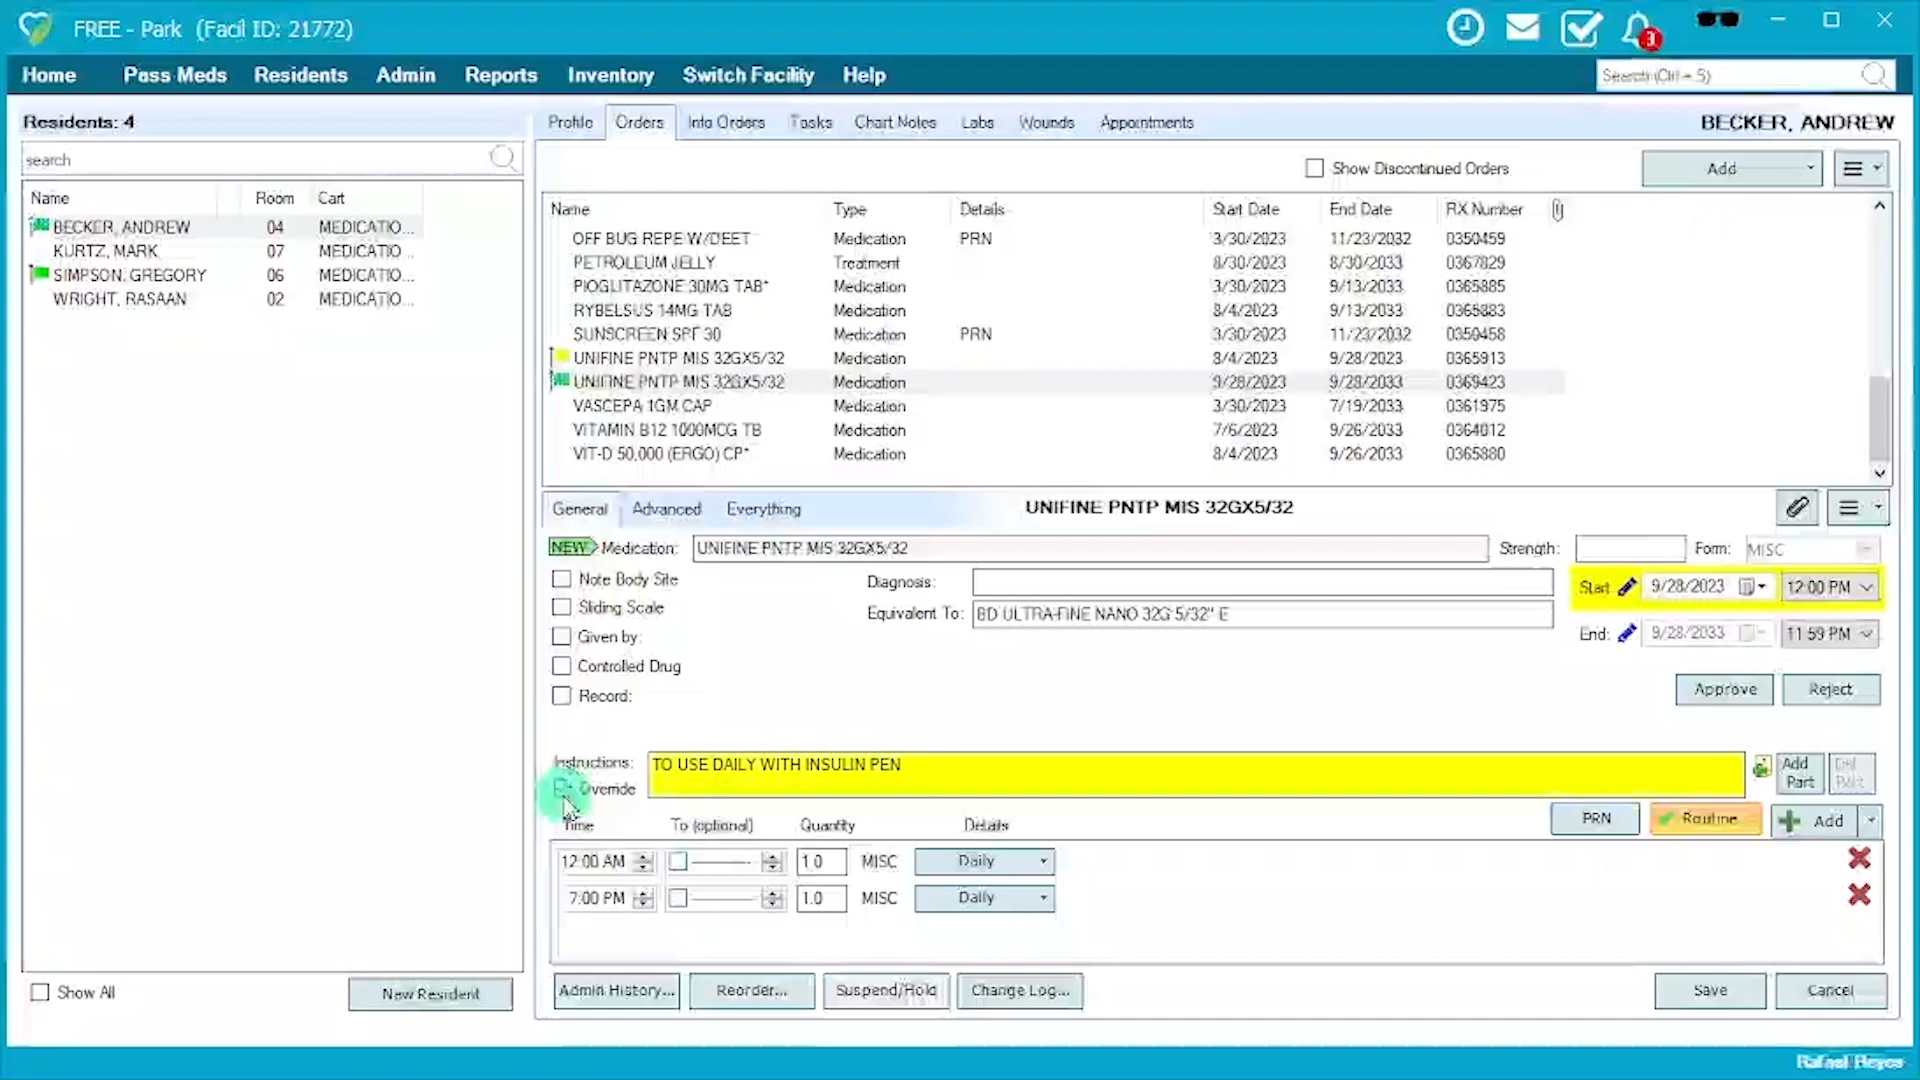 FREE - Park (Facil ID: 21772)
3
Home Pass Meds Residents Admin Reports Inventory Switch Facility Help
Search (Ctrl + S)
Residents: 4
Profile Orders Info Orders Tasks Chart Notes Labs Wounds Appointments
BECKER, ANDREW
search
Show Discontinued Orders
Add
Name Room Cart
BECKER, ANDREW 04 MEDICATIO...
KURTZ, MARK 07 MEDICATIO...
SIMPSON, GREGORY 06 MEDICATIO...
WRIGHT, RASAAN 02 MEDICATIO...
Name Type Details Start Date End Date RX Number
OFF BUG REPE W/DEET Medication PRN 3/30/2023 11/23/2032 0350459
PETROLEUM JELLY Treatment 8/30/2023 8/30/2033 0367829
PIOGLITAZONE 30MG TAB* Medication 3/30/2023 9/13/2033 0365885
RYBELSUS 14MG TAB Medication 8/4/2023 9/13/2033 0365883
SUNSCREEN SPF 30 Medication PRN 3/30/2023 11/23/2032 0350458
UNIFINE PNTP MIS 32GX5/32 Medication 8/4/2023 9/28/2023 0365913
UNIFINE PNTP MIS 32GX5/32 Medication 9/28/2023 9/28/2033 0369423
VASCEPA 1GM CAP Medication 3/30/2023 7/19/2033 0361975
VITAMIN B12 1000MCG TB Medication 7/6/2023 9/26/2033 0364012
VIT-D 50,000 (ERGO) CP* Medication 8/4/2023 9/26/2033 0365880
General Advanced Everything
UNIFINE PNTP MIS 32GX5/32
NEW Medication: UNIFINE PNTP MIS 32GX5/32 Strength: Form: MISC
Note Body Site
Diagnosis:
Start 9/28/2023 12:00 PM
Sliding Scale
Equivalent To: BD ULTRA-FINE NANO 32G 5/32" E
Given by:
End: 9/28/2033 11:59 PM
Controlled Drug
Record:
Approve Reject
Instructions: TO USE DAILY WITH INSULIN PEN
Override
Add Part
Del Part
PRN Routine Add
Time To (optional) Quantity Details
12:00 AM 1.0 MISC Daily
7:00 PM 1.0 MISC Daily
Show All New Resident
Admin History... Reorder... Suspend/Hold Change Log... Save Cancel
Rafael Reyes